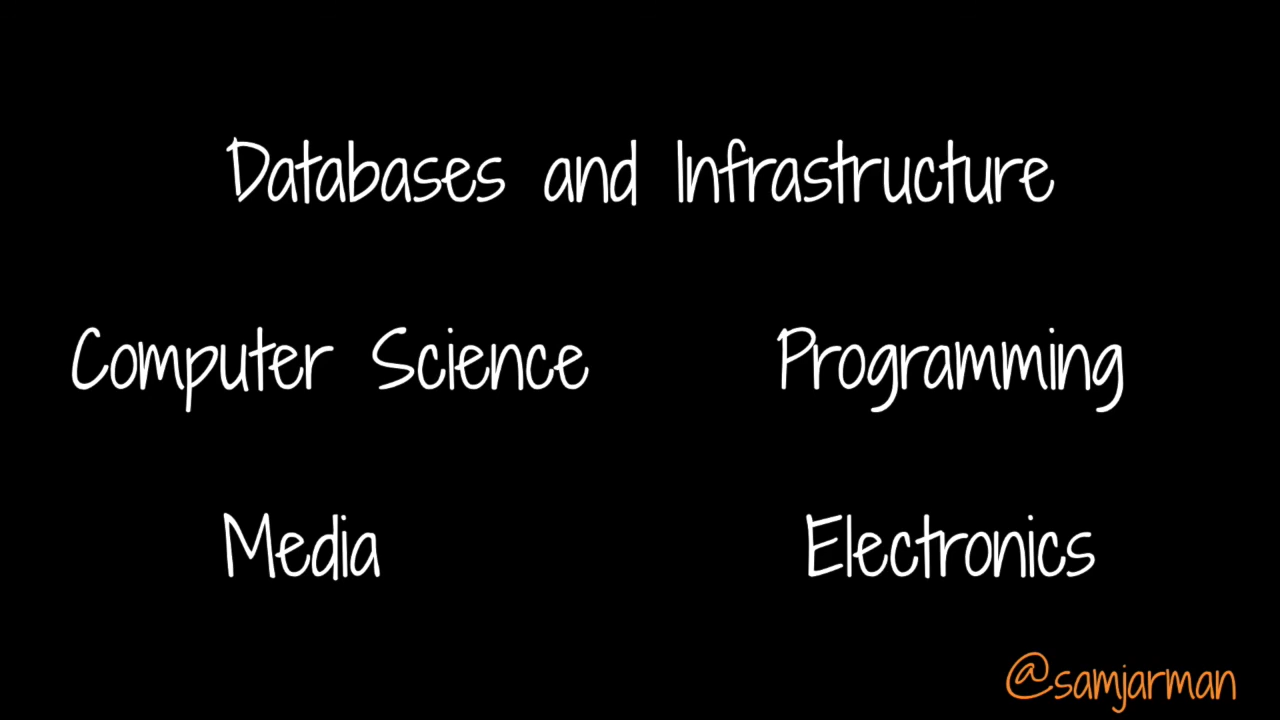 Databases and Infrastructure
Computer Science
Programming
Media
Electronics
@samjarman